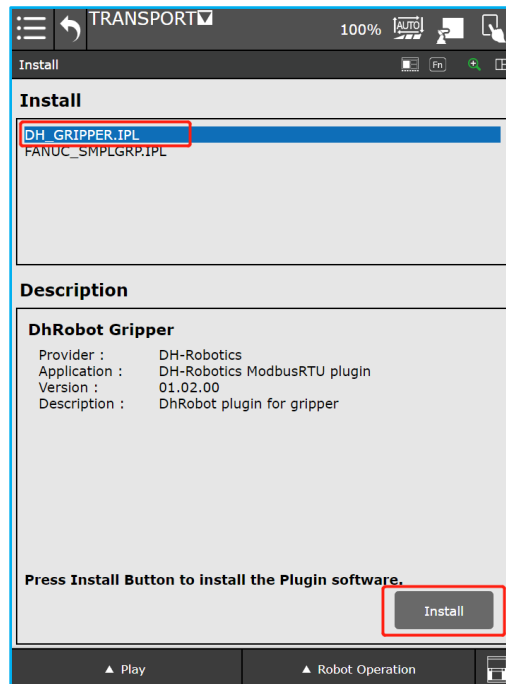 TRANSPORT
100%
AUTO
Install
Fn
Install
DH_GRIPPER.IPL
FANUC_SMPLGRP.IPL
Description
DhRobot Gripper
Provider : DH-Robotics
Application : DH-Robotics ModbusRTU plugin
Version : 01.02.00
Description : DhRobot plugin for gripper
Press Install Button to install the Plugin software.
Install
▲ Play
▲ Robot Operation